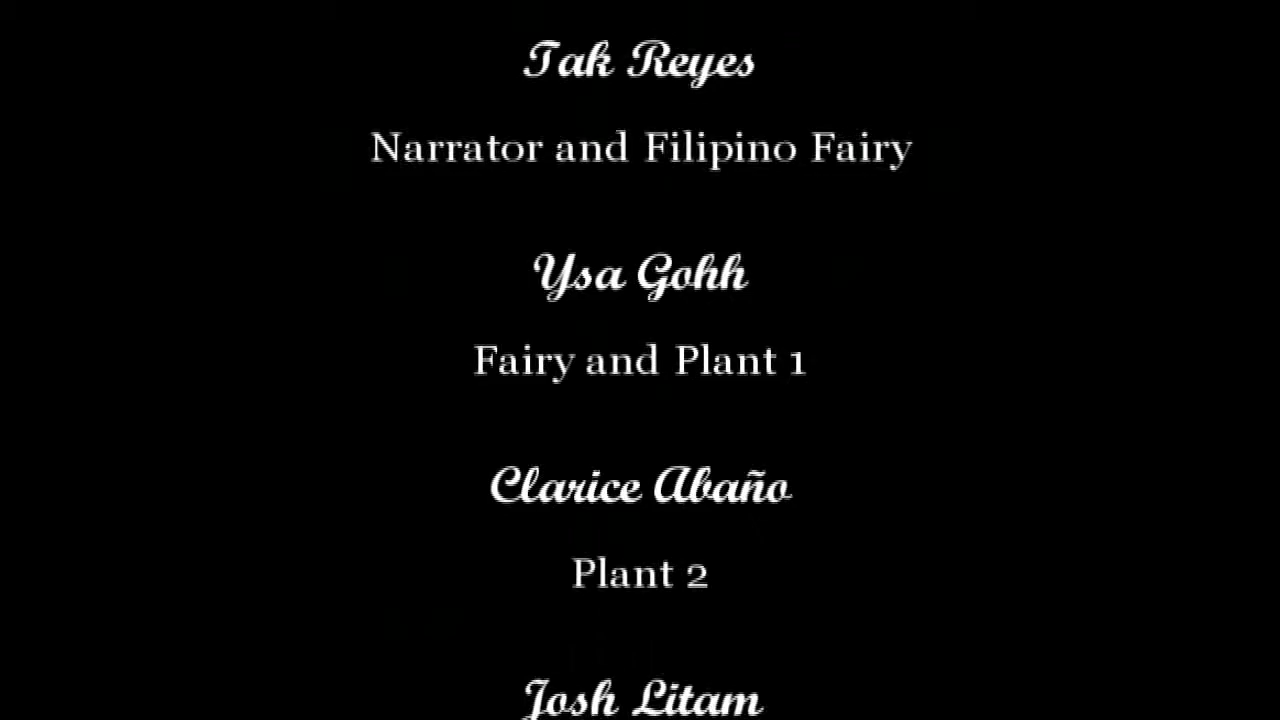 Tak Reyes
Narrator and Filipino Fairy
Ysa Gohh
Fairy and Plant 1
Clarice Abaño
Plant 2
Josh Litam